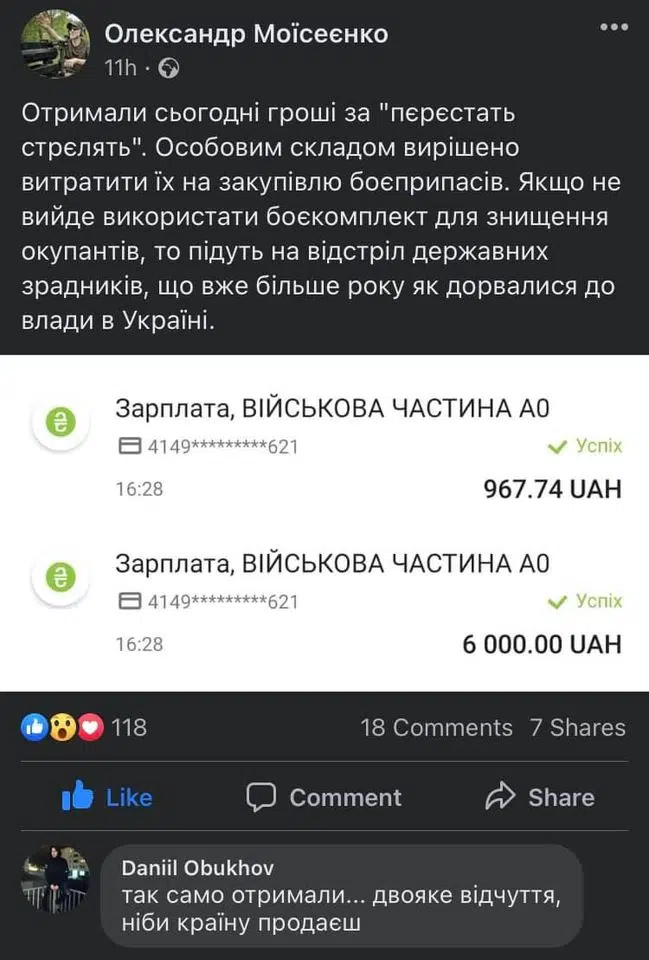 Олександр Моїсеєнко
11h ·
Отримали сьогодні гроші за "пєрєстать
стрєлять". Особовим складом вирішено
витратити їх на закупівлю боєприпасів. Якщо не
вийде використати боєкомплект для знищення
окупантів, то підуть на відстріл державних
зрадників, що вже більше року як дорвалися до
влади в Україні.
Зарплата, ВІЙСЬКОВА ЧАСТИНА А0
4149*********621
Успіх
16:28
967.74 UAH
Зарплата, ВІЙСЬКОВА ЧАСТИНА А0
4149*********621
Успіх
16:28
6 000.00 UAH
118
18 Comments 7 Shares
Like
Comment
Share
Daniil Obukhov
так само отримали... двояке відчуття,
ніби країну продаєш